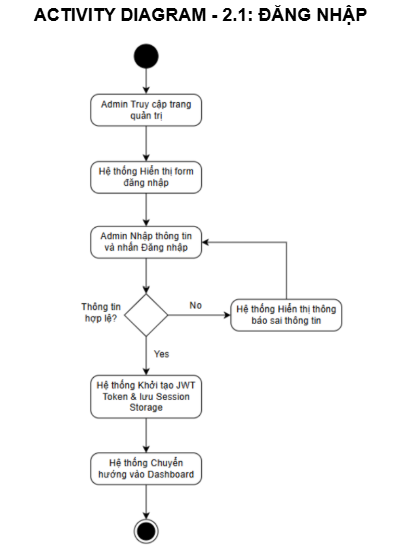 ACTIVITY DIAGRAM - 2.1: ĐĂNG NHẬP
Admin Truy cập trang
quản trị
Hệ thống Hiển thị form
đăng nhập
Admin Nhập thông tin
và nhấn Đăng nhập
Thông tin
hợp lệ?
No
Hệ thống Hiển thị thông
báo sai thông tin
Yes
Hệ thống Khởi tạo JWT
Token & lưu Session
Storage
Hệ thống Chuyển
hướng vào Dashboard